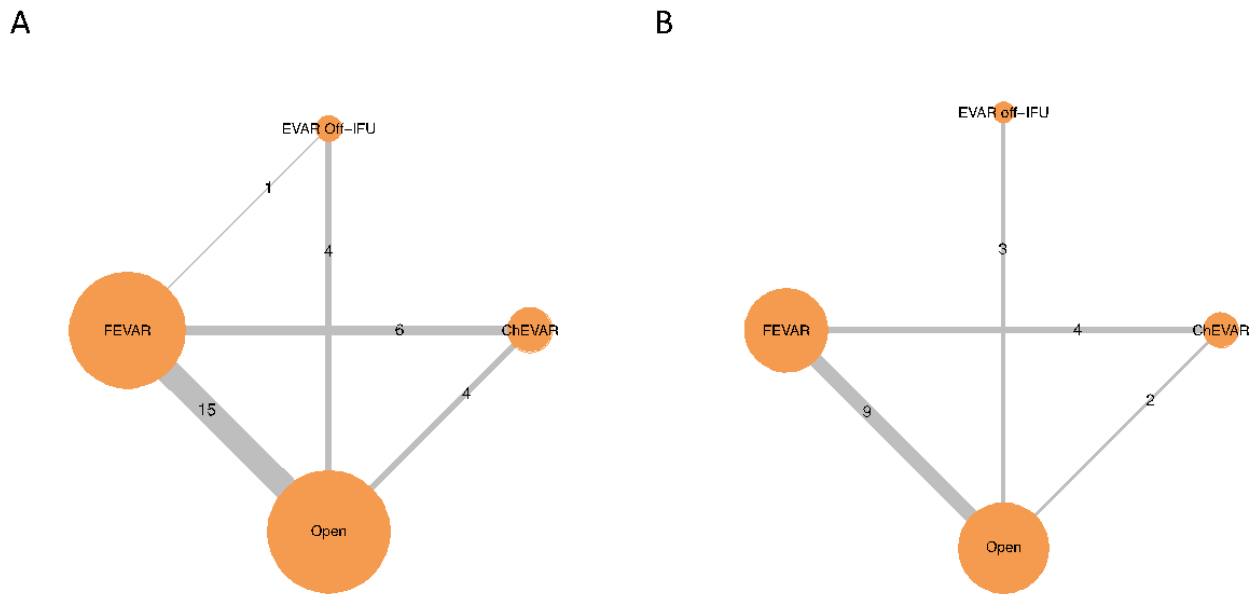 A
EVAR Off-IFU
1
4
FEVAR
6
ChEVAR
15
4
Open
B
EVAR off-IFU
3
FEVAR
4
ChEVAR
9
2
Open